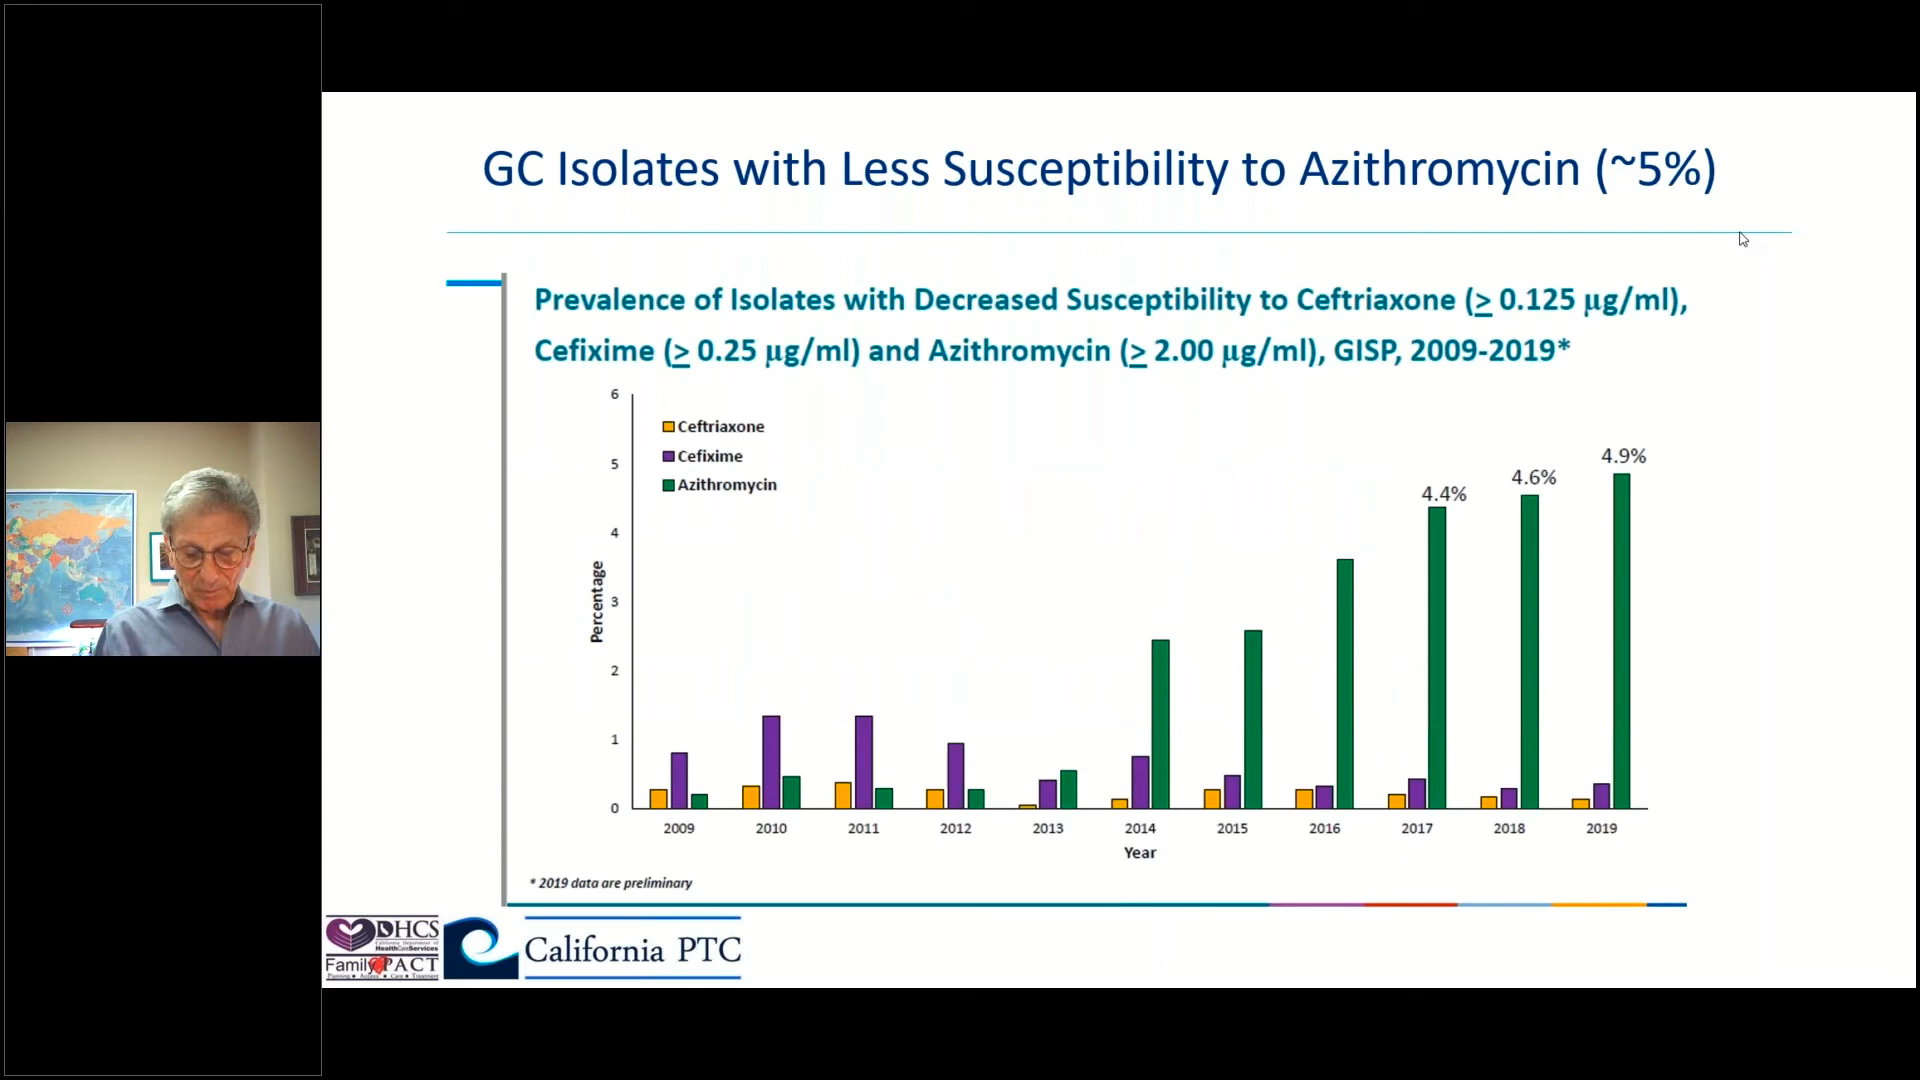 GC Isolates with Less Susceptibility to Azithromycin (~5%)
Prevalence of Isolates with Decreased Susceptibility to Ceftriaxone (≥ 0.125 µg/ml),
Cefixime (≥ 0.25 µg/ml) and Azithromycin (≥ 2.00 µg/ml), GISP, 2009-2019*
Ceftriaxone
Cefixime
Azithromycin
Percentage
6
5
4
3
2
1
0
4.4%
4.6%
4.9%
2009 2010 2011 2012 2013 2014 2015 2016 2017 2018 2019
Year
* 2019 data are preliminary
DHCS
California Department of
HealthCareServices
FamilyPACT
Planning • Access • Care • Treatment
California PTC